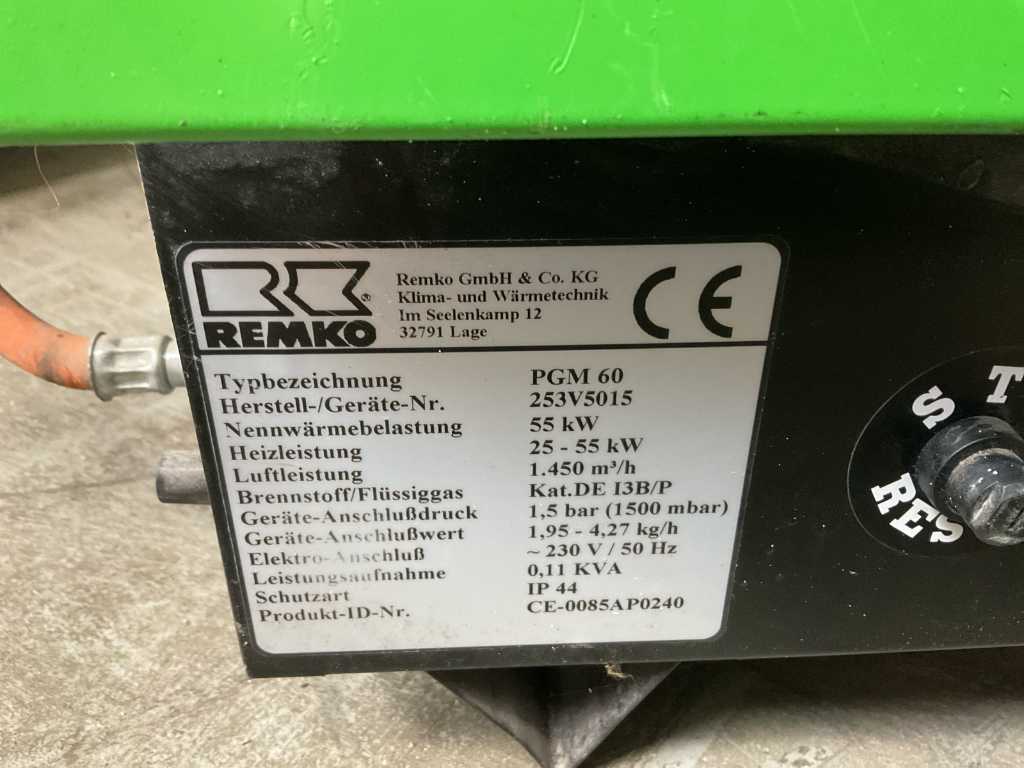 REMKO
Remko GmbH & Co. KG
Klima- und Wärmetechnik
Im Seelenkamp 12
32791 Lage
CE
Typbezeichnung PGM 60
Herstell-/Geräte-Nr. 253V5015
Nennwärmebelastung 55 kW
Heizleistung 25 - 55 kW
Luftleistung 1.450 m³/h
Brennstoff/Flüssiggas Kat.DE I3B/P
Geräte-Anschlußdruck 1,5 bar (1500 mbar)
Geräte-Anschlußwert 1,95 - 4,27 kg/h
Elektro-Anschluß ~ 230 V / 50 Hz
Leistungsaufnahme 0,11 KVA
Schutzart IP 44
Produkt-ID-Nr. CE-0085AP0240
ST
RES